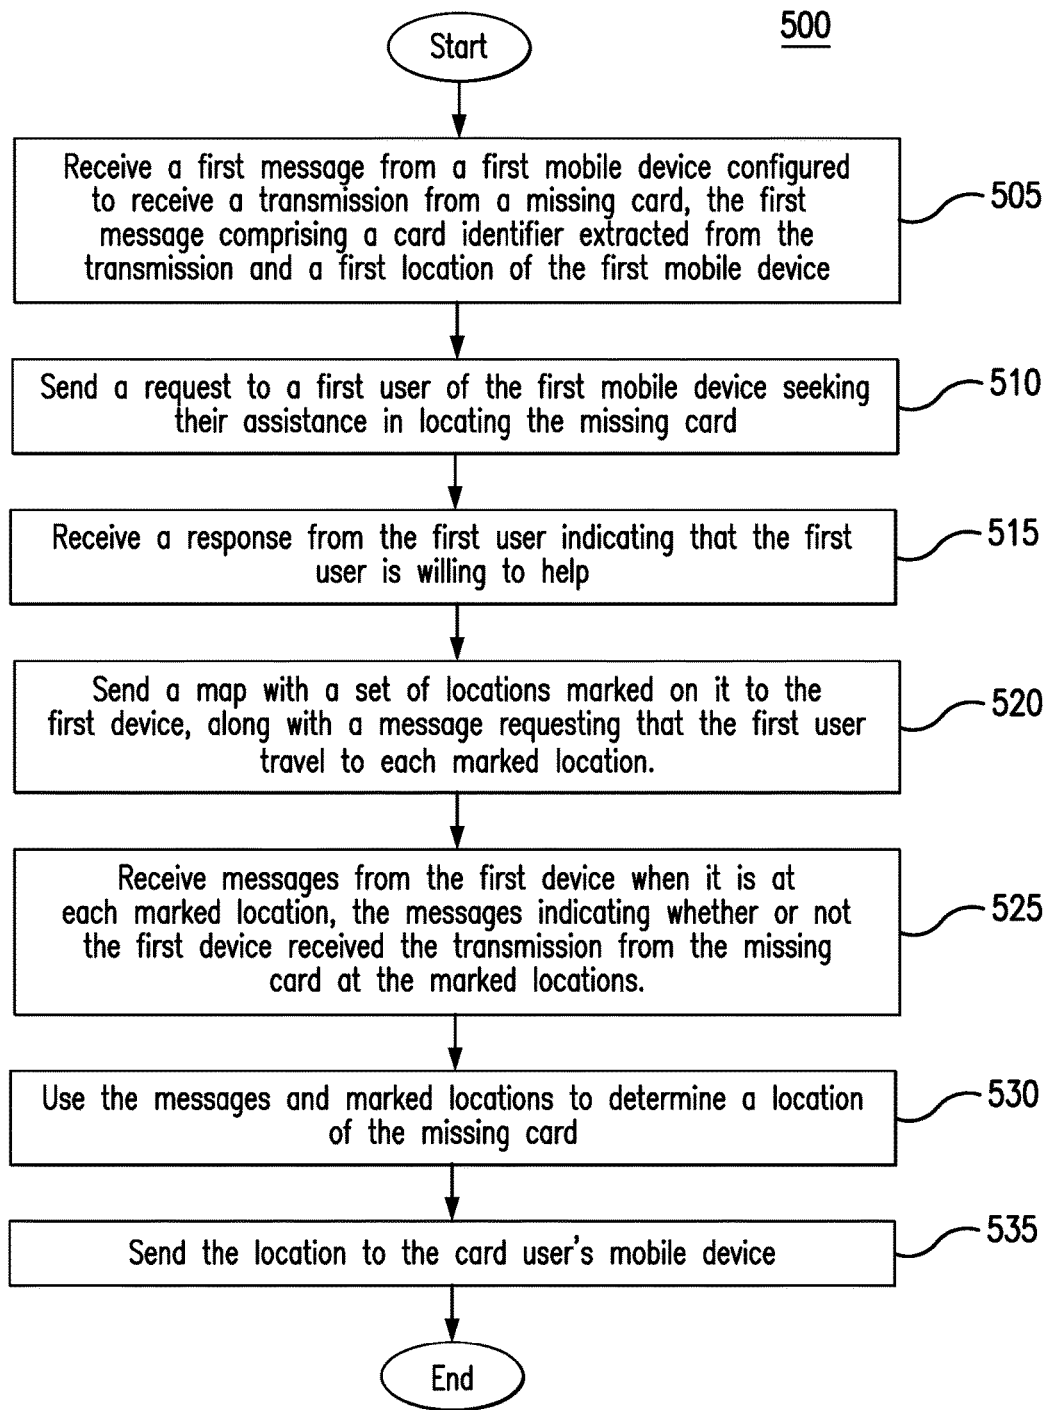 500
Start
Receive a first message from a first mobile device configured
to receive a transmission from a missing card, the first
message comprising a card identifier extracted from the
transmission and a first location of the first mobile device
505
Send a request to a first user of the first mobile device seeking
their assistance in locating the missing card
510
Receive a response from the first user indicating that the first
user is willing to help
515
Send a map with a set of locations marked on it to the
first device, along with a message requesting that the first user
travel to each marked location.
520
Receive messages from the first device when it is at
each marked location, the messages indicating whether or not
the first device received the transmission from the missing
card at the marked locations.
525
Use the messages and marked locations to determine a location
of the missing card
530
Send the location to the card user's mobile device
535
End